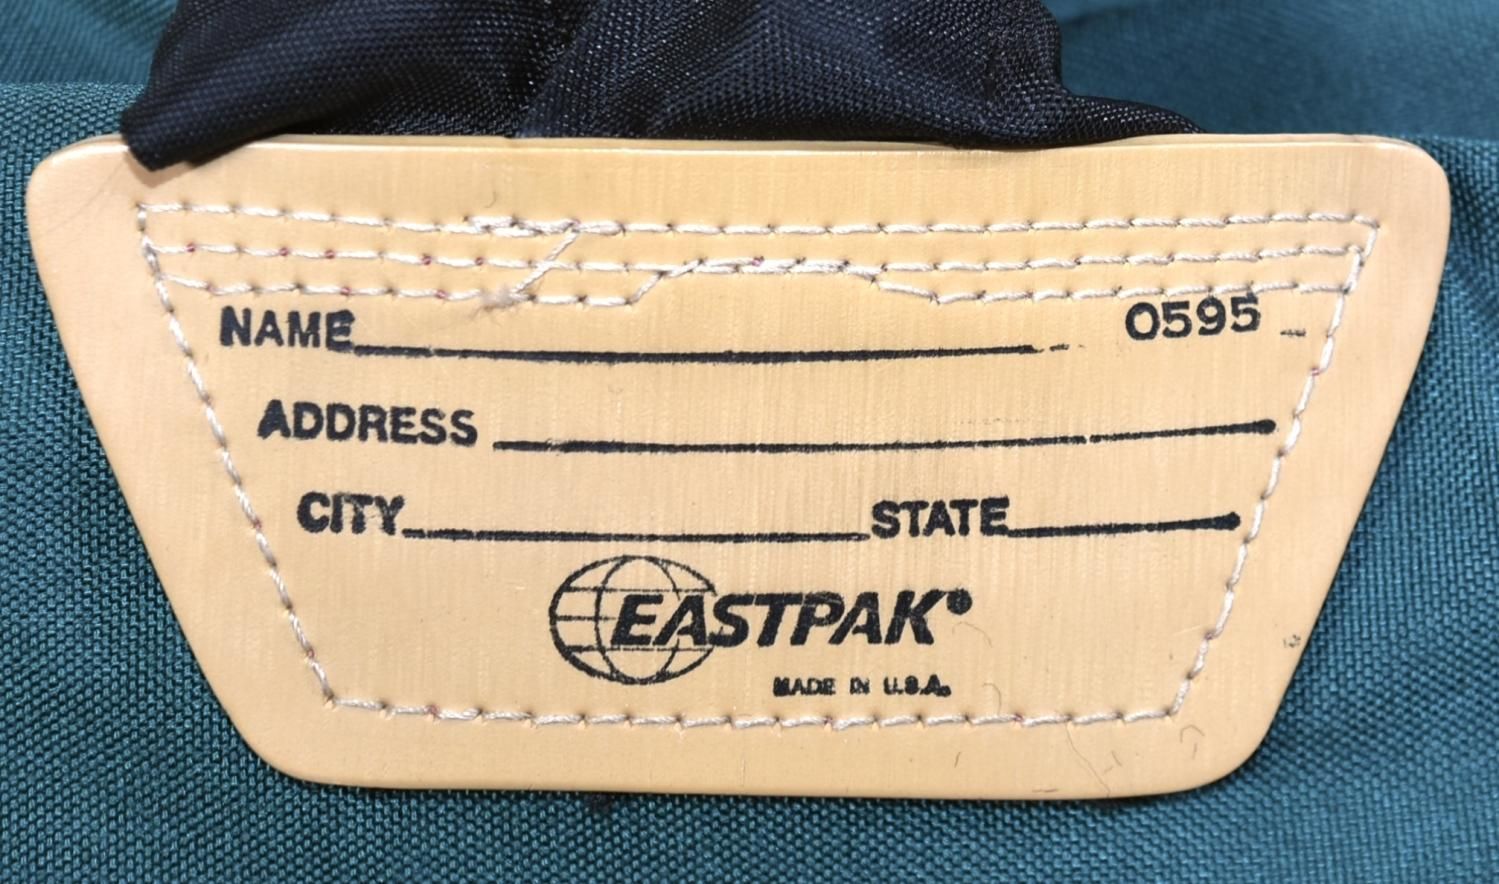 NAME 0595
ADDRESS
CITY STATE
EASTPAK
MADE IN U.S.A.